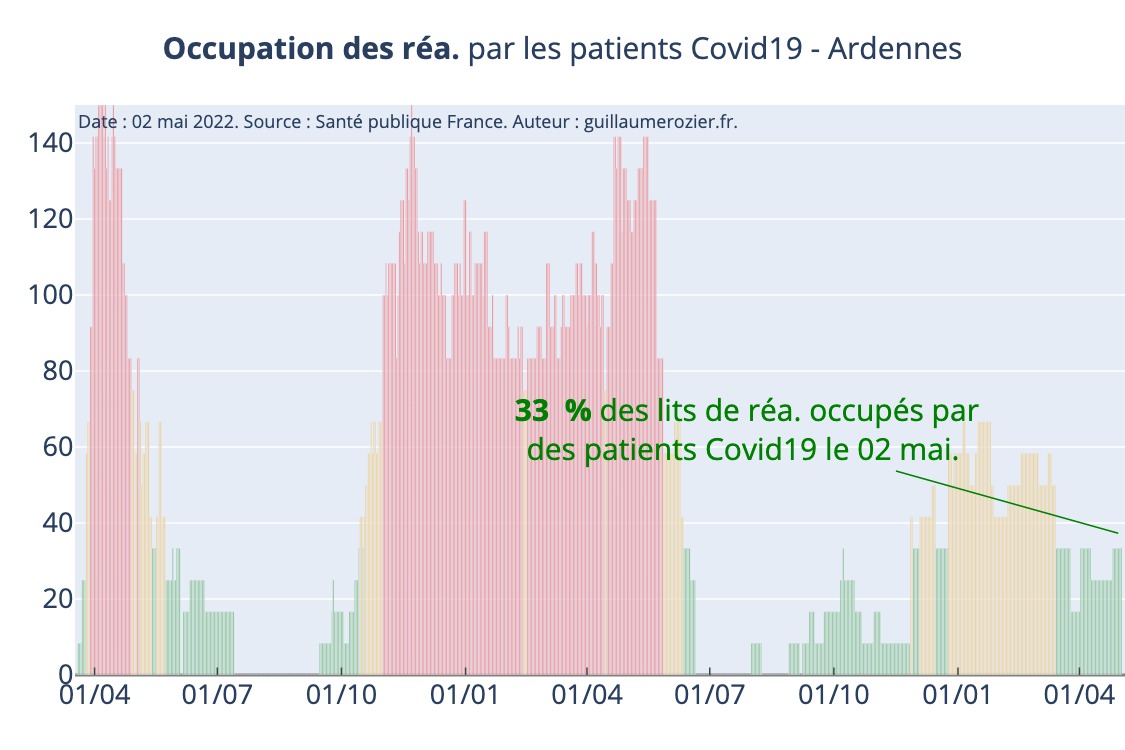 Occupation des réa. par les patients Covid19 - Ardennes
Date : 02 mai 2022. Source : Santé publique France. Auteur : guillaumerozier.fr.
140
120
100
80
60
40
20
0
33 % des lits de réa. occupés par
des patients Covid19 le 02 mai.
01/04 01/07 01/10 01/01 01/04 01/07 01/10 01/01 01/04